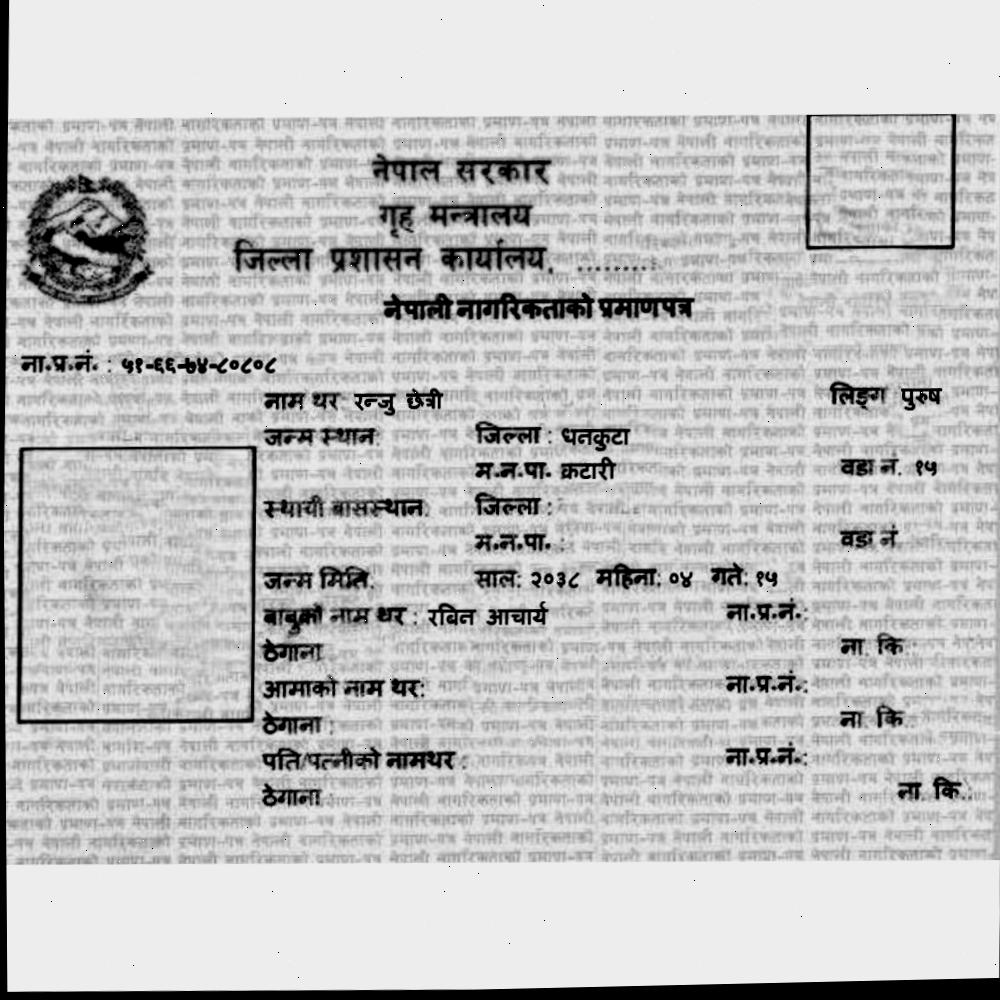 नेपाल सरकार
गृह मन्त्रालय
जिल्ला प्रशासन कार्यालय, .........
नेपाली नागरिकताको प्रमाणपत्र
ना.प्र.नं. : ५१-६६-७४-८०८०८
नाम थर रन्जु छेत्री लिङ्ग पुरुष
जन्म स्थान: जिल्ला : धनकुटा
म.न.पा. कटारी वडा नं. १५
स्थायी बासस्थान: जिल्ला :
म.न.पा. : वडा नं
जन्म मिति: साल: २०३८ महिना: ०४ गते: १५
बाबुको नाम थर : रबिन आचार्य ना.प्र.नं.:
ठेगाना ना. कि.:
आमाको नाम थर: ना.प्र.नं.:
ठेगाना : ना. कि.
पति/पत्नीको नामथर : ना.प्र.नं.:
ठेगाना : ना. कि.: